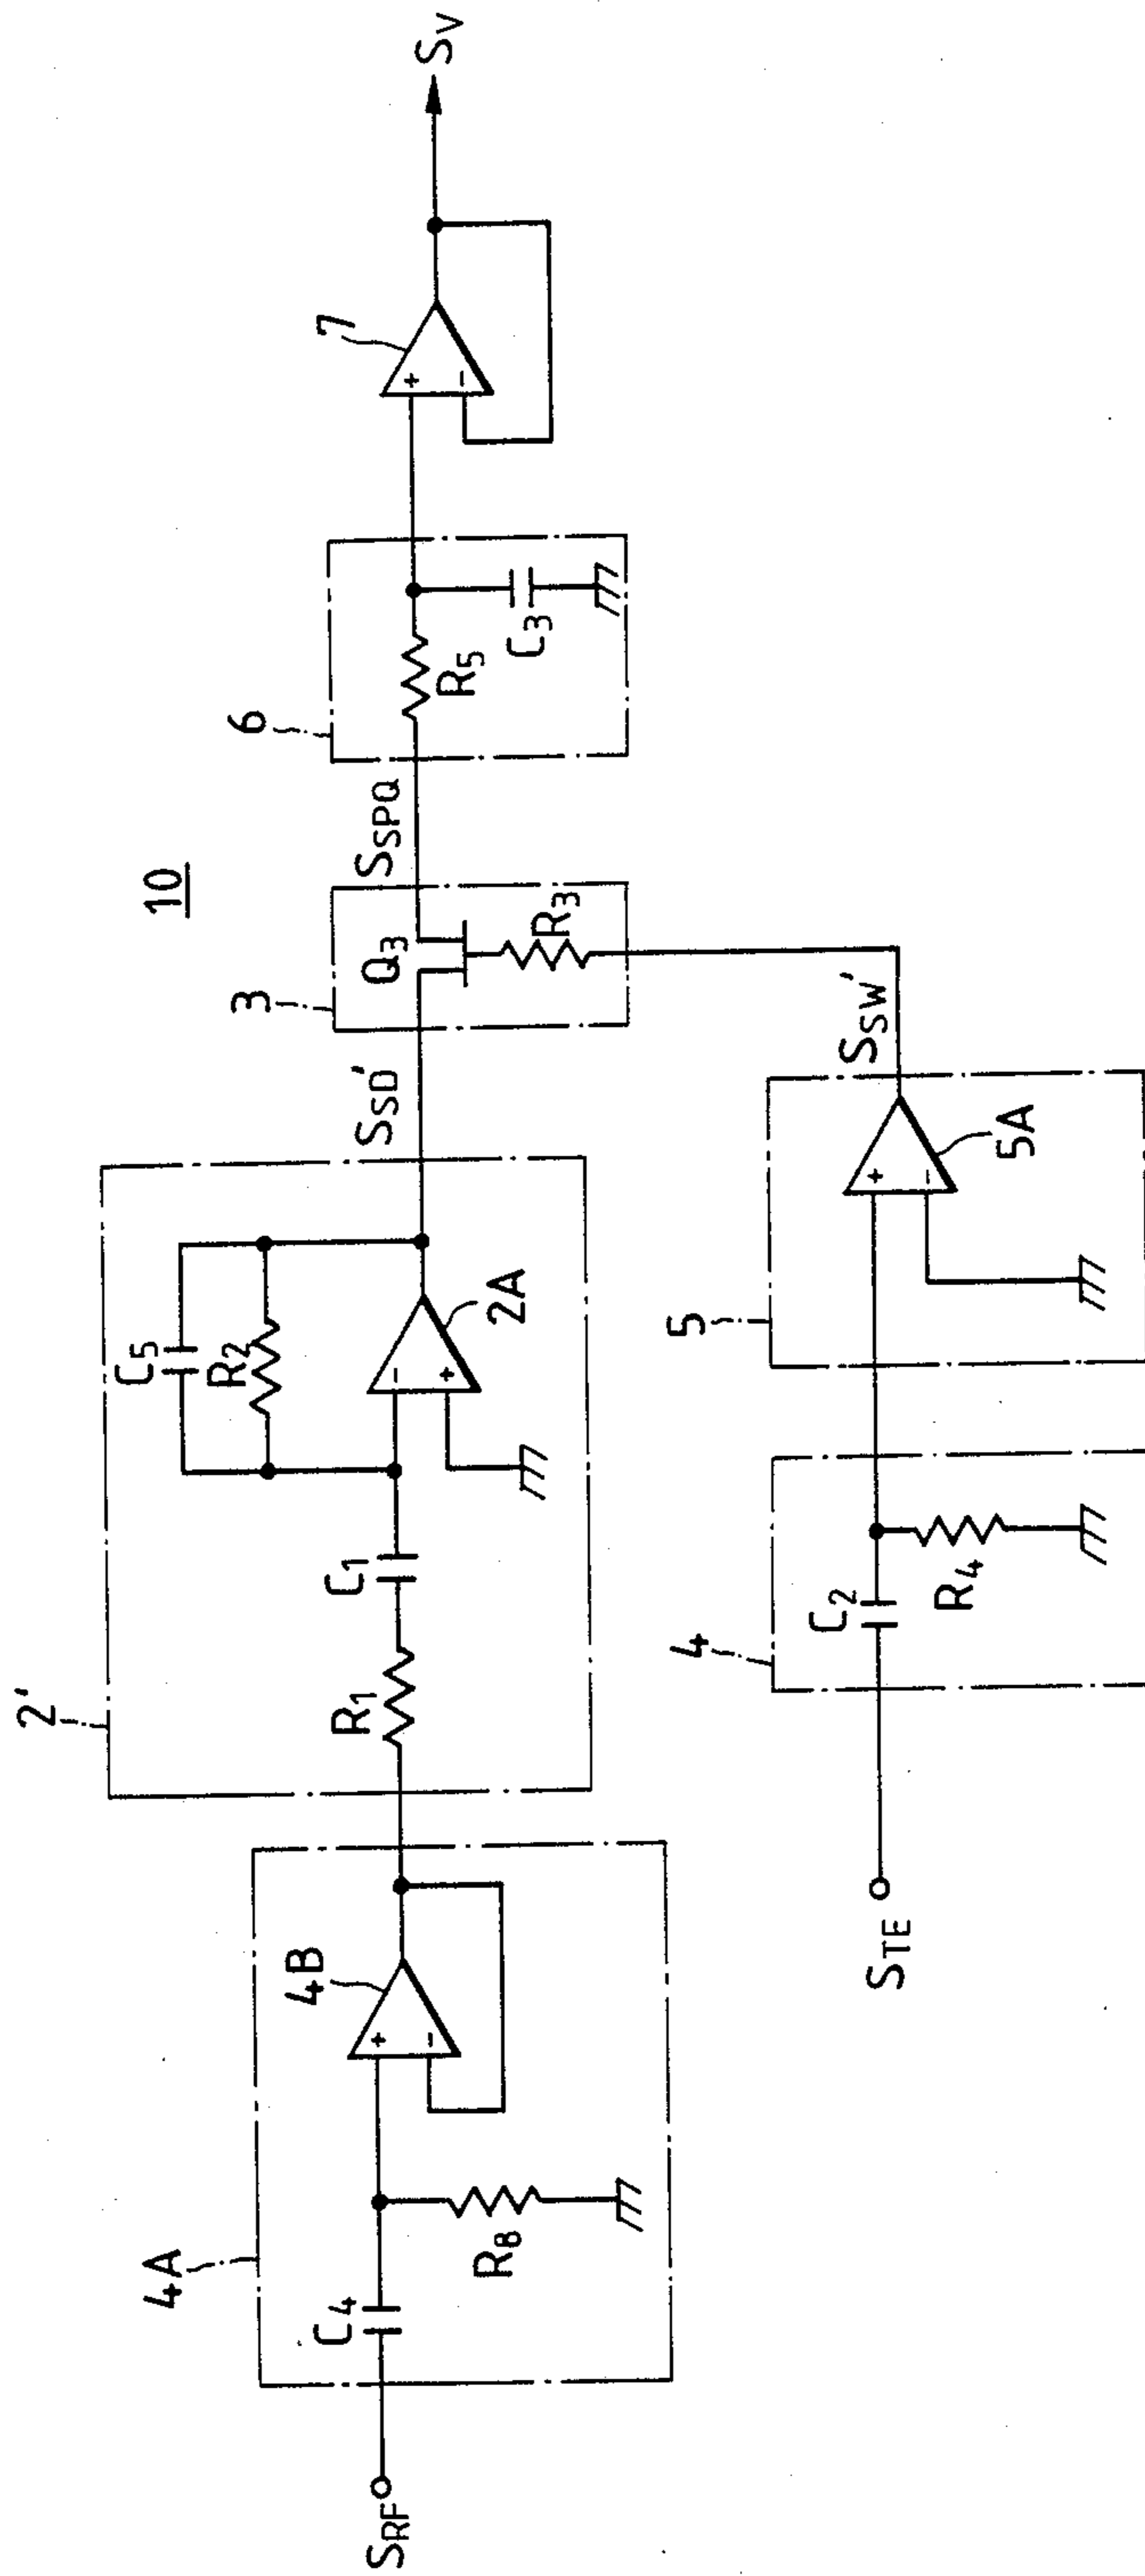 10
4A
2'
3
6
7
S_RF
C_4
R_8
4B
+
−
R_1
C_1
C_5
R_2
2A
−
+
S_SD'
Q_3
R_3
S_SPQ
R_5
C_3
+
−
S_V
S_TE
4
C_2
R_4
5
5A
+
−
S_SW'